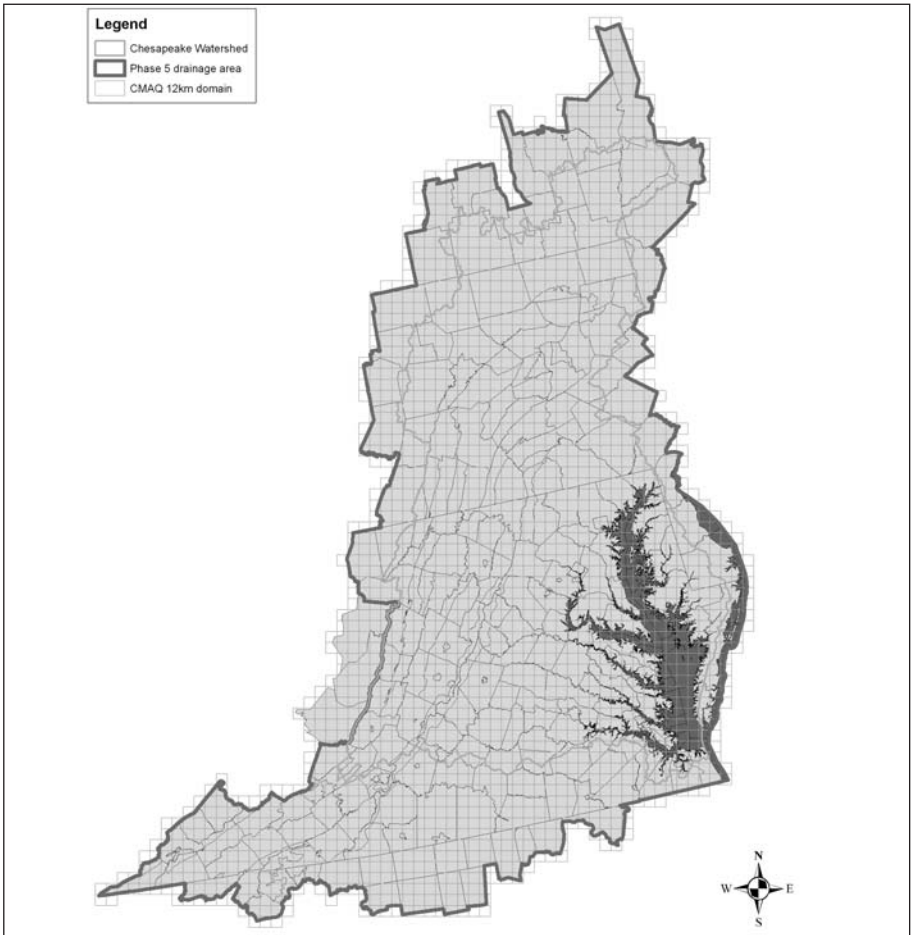 Legend
Chesapeake Watershed
Phase 5 drainage area
CMAQ 12km domain
N
W E
S